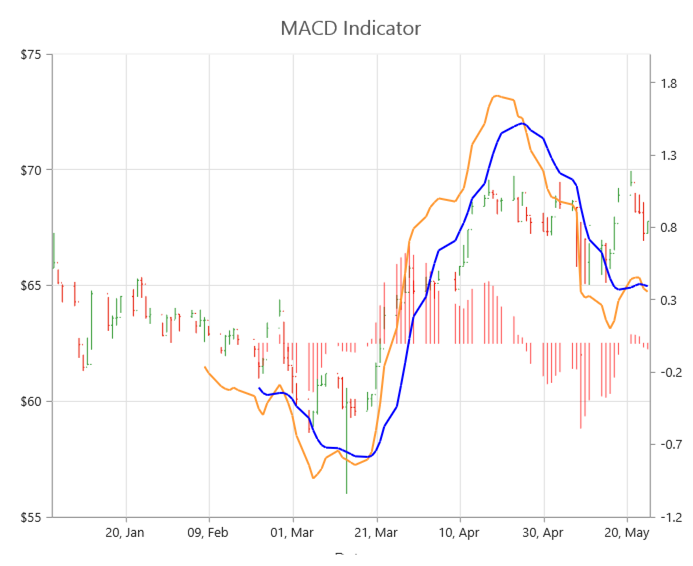 MACD Indicator
$75
$70
$65
$60
$55
1.8
1.3
0.8
0.3
-0.2
-0.7
-1.2
20, Jan
09, Feb
01, Mar
21, Mar
10, Apr
30, Apr
20, May